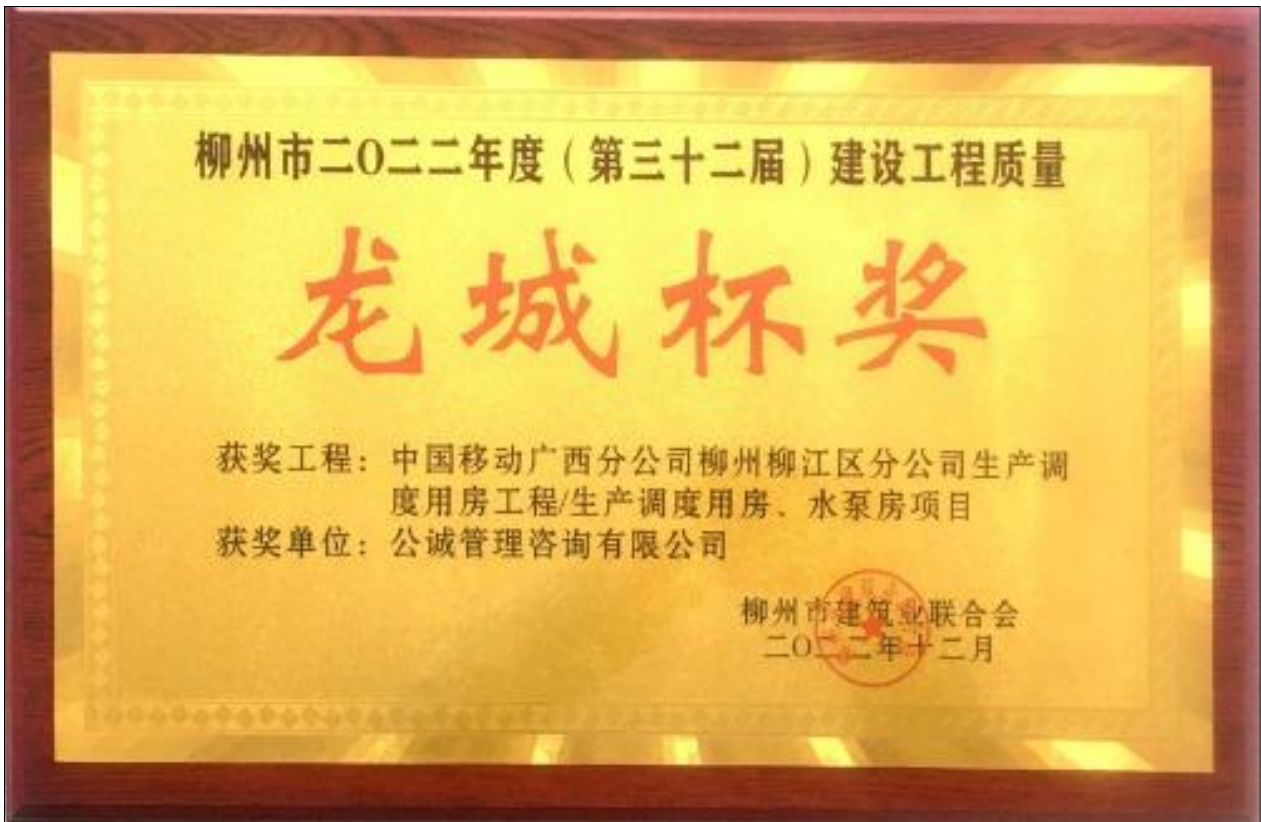 柳州市二O二二年度（第三十二届）建设工程质量
龙城杯奖
获奖工程：中国移动广西分公司柳州柳江区分公司生产调
度用房工程/生产调度用房、水泵房项目
获奖单位：公诚管理咨询有限公司
柳州市建筑业联合会
二O二二年十二月